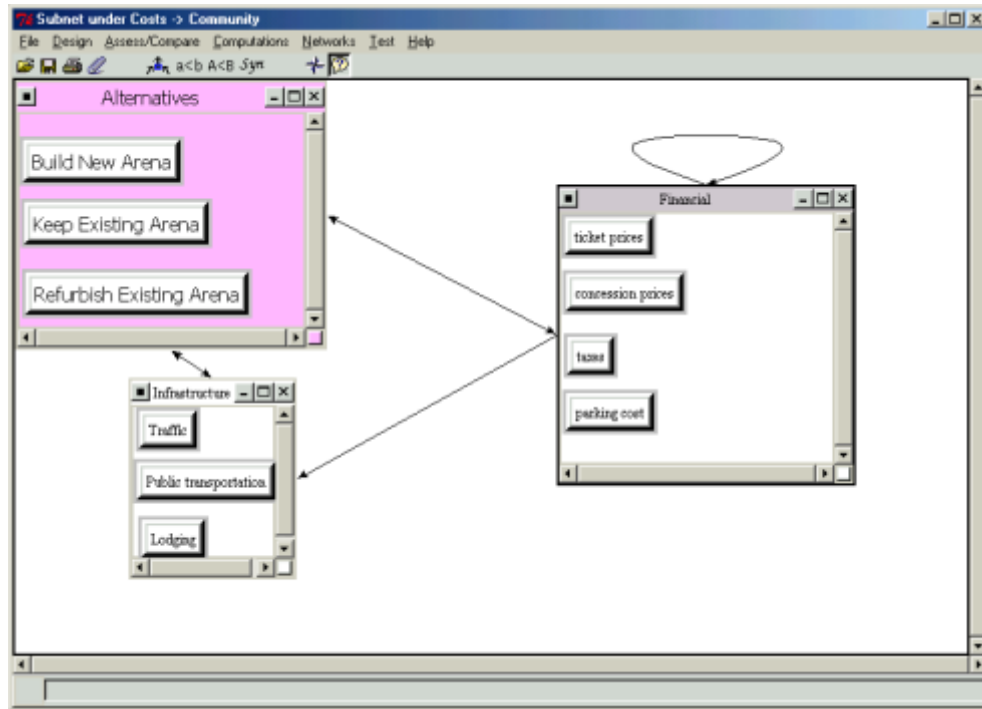 Subnet under Costs -> Community
File Design Assess/Compare Computations Networks Test Help
a<b A<B Syn
Alternatives
Build New Arena
Keep Existing Arena
Refurbish Existing Arena
Financial
ticket prices
concession prices
taxes
parking cost
Infrastructure
Traffic
Public transportation
Lodging